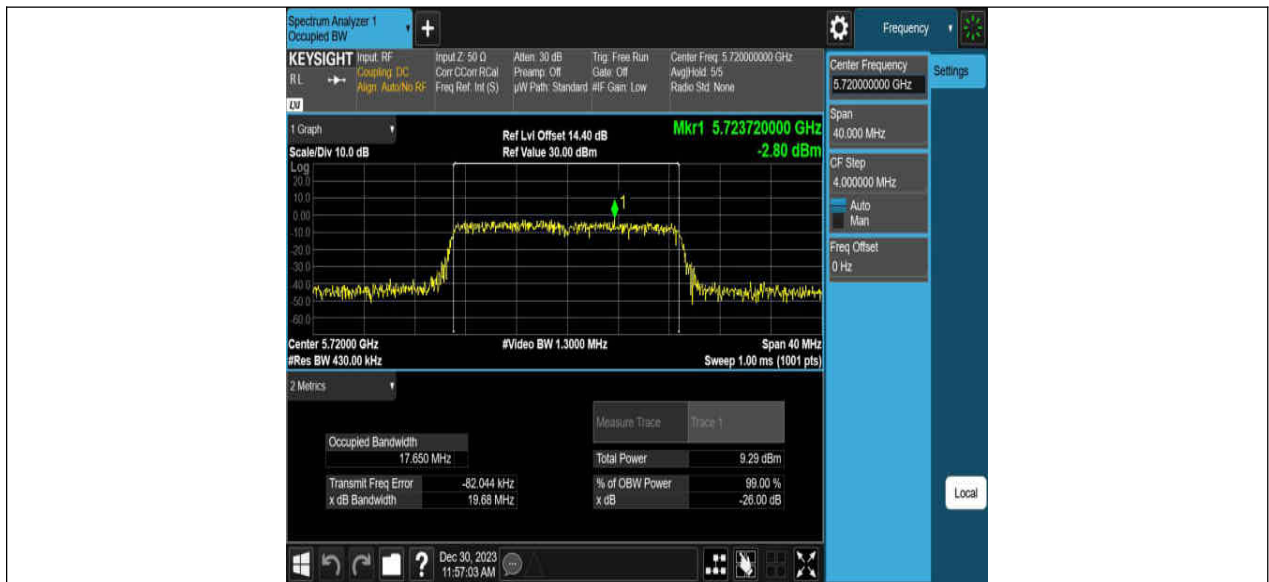 Spectrum Analyzer 1
Occupied BW
+
Frequency
KEYSIGHT
RL
LXI
Input: RF
Coupling: DC
Align: Auto/No RF
Input Z: 50 Ω
Corr CCorr RCal
Freq Ref: Int (S)
Atten: 30 dB
Preamp: Off
µW Path: Standard
Trig: Free Run
Gate: Off
#IF Gain: Low
Center Freq: 5.720000000 GHz
Avg|Hold: 5/5
Radio Std: None
Center Frequency
5.720000000 GHz
Settings
Span
40.000 MHz
CF Step
4.000000 MHz
Auto
Man
Freq Offset
0 Hz
Local
1 Graph
Scale/Div 10.0 dB
Ref Lvl Offset 14.40 dB
Ref Value 30.00 dBm
Mkr1 5.723720000 GHz
-2.80 dBm
Log
20.0
10.0
0.00
-10.0
-20.0
-30.0
-40.0
-50.0
-60.0
1
Center 5.72000 GHz
#Res BW 430.00 kHz
#Video BW 1.3000 MHz
Span 40 MHz
Sweep 1.00 ms (1001 pts)
2 Metrics
Measure Trace Trace 1
Occupied Bandwidth
17.650 MHz
Total Power 9.29 dBm
Transmit Freq Error -82.044 kHz
% of OBW Power 99.00 %
x dB Bandwidth 19.68 MHz
x dB -26.00 dB
?
Dec 30, 2023
11:57:03 AM